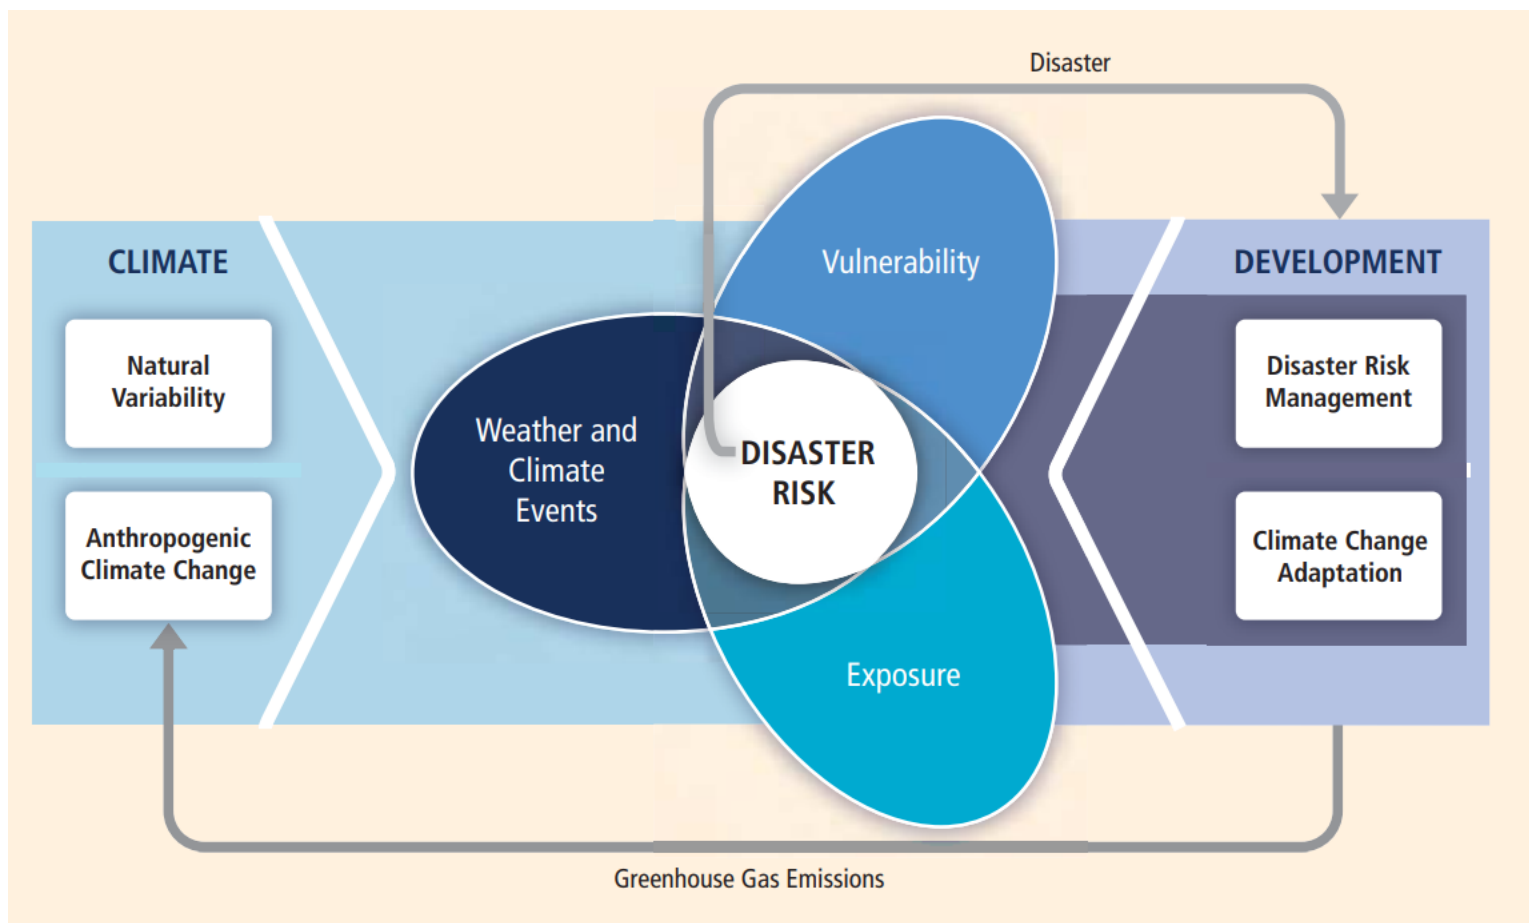 Disaster
CLIMATE
Natural
Variability
Anthropogenic
Climate Change
Weather and
Climate
Events
Vulnerability
DISASTER
RISK
Exposure
DEVELOPMENT
Disaster Risk
Management
Climate Change
Adaptation
Greenhouse Gas Emissions